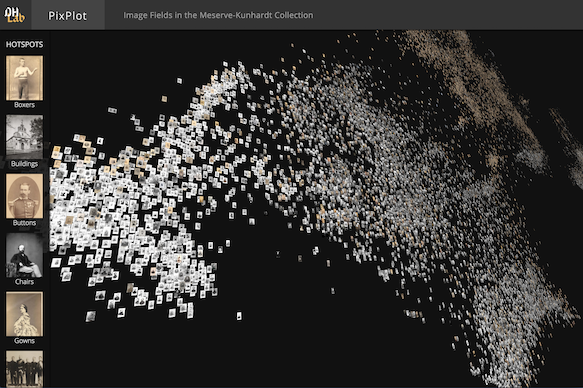 DH
Lab
PixPlot
Image Fields in the Meserve-Kunhardt Collection
HOTSPOTS
Boxers
Buildings
Buttons
Chairs
Gowns